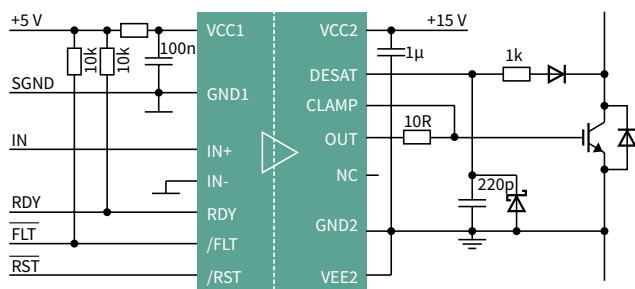 +5 V
SGND
IN
RDY
FLT
RST
10k
10k
100n
VCC1
GND1
IN+
IN-
RDY
/FLT
/RST
VCC2
DESAT
CLAMP
OUT
NC
GND2
VEE2
+15 V
1µ
1k
10R
220p